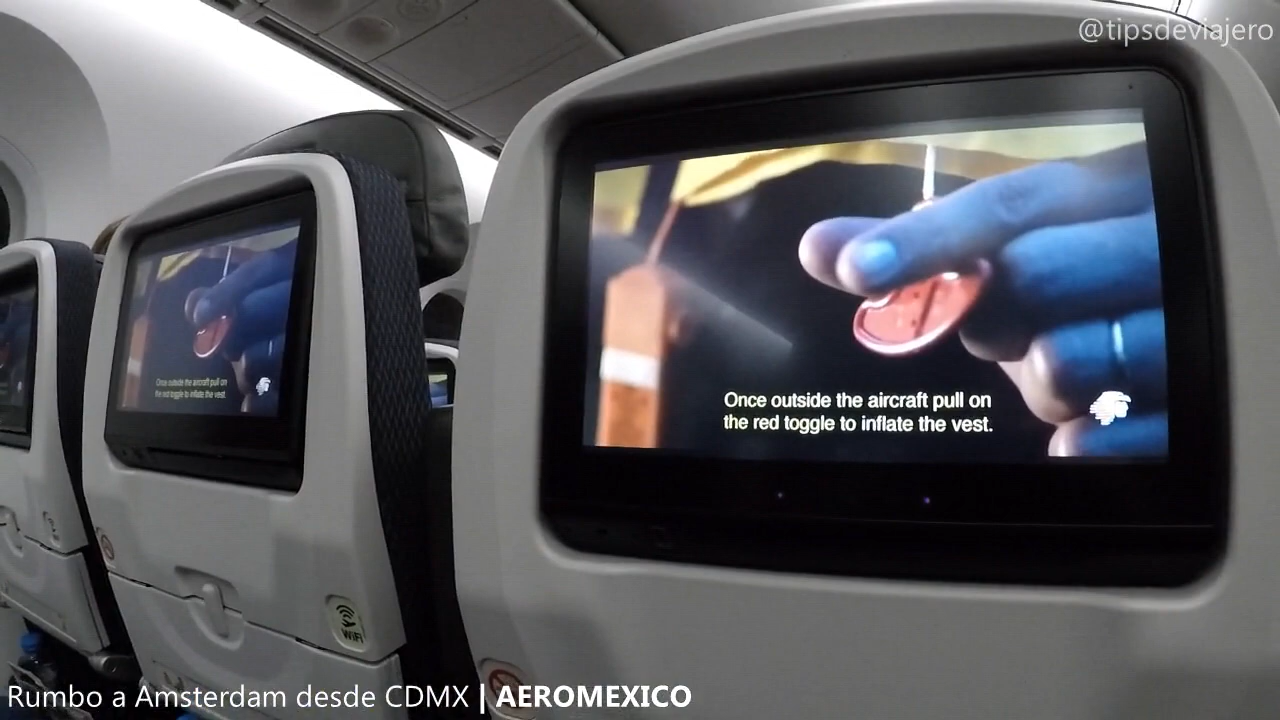 @tipsdeviajero
Once outside the aircraft pull on
the red toggle to inflate the vest.
Once outside the aircraft pull on
the red toggle to inflate the vest.
WiFi
Rumbo a Amsterdam desde CDMX | AEROMEXICO